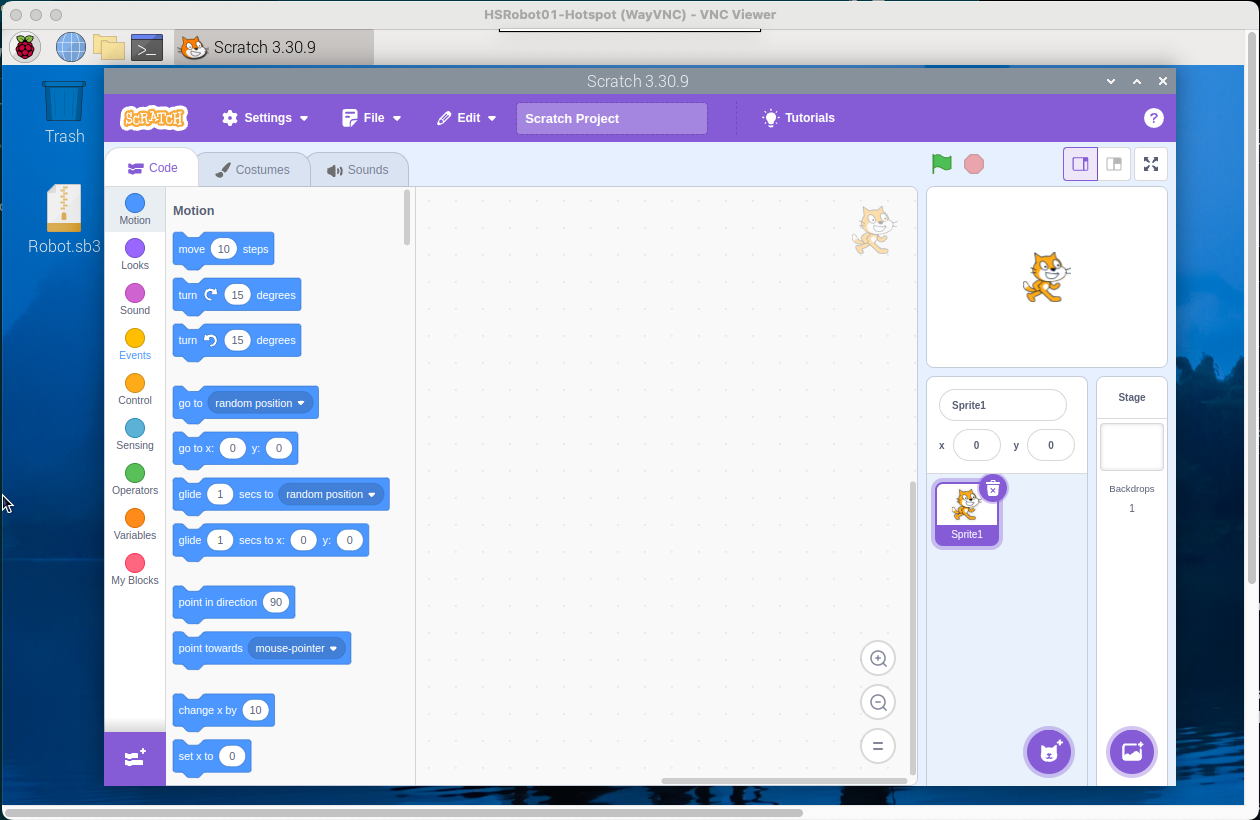 HSRobot01-Hotspot (WayVNC) - VNC Viewer
Scratch 3.30.9
Scratch 3.30.9
Trash
Robot.sb3
SCRATCH
Settings
File
Edit
Scratch Project
Tutorials
?
Code
Costumes
Sounds
Motion
Looks
Sound
Events
Control
Sensing
Operators
Variables
My Blocks
Motion
move 10 steps
turn 15 degrees
turn 15 degrees
go to random position
go to x: 0 y: 0
glide 1 secs to random position
glide 1 secs to x: 0 y: 0
point in direction 90
point towards mouse-pointer
change x by 10
set x to 0
Sprite1
x 0 y 0
Sprite1
Stage
Backdrops
1